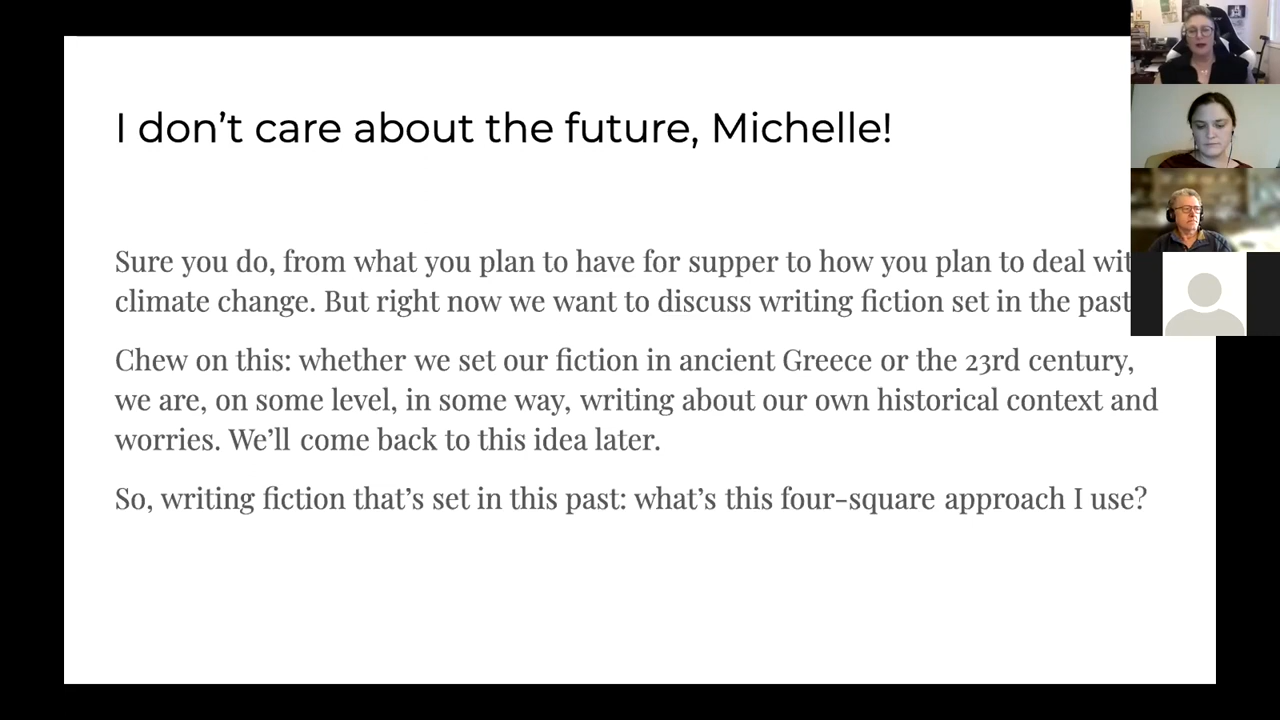 I don’t care about the future, Michelle!
Sure you do, from what you plan to have for supper to how you plan to deal wit
climate change. But right now we want to discuss writing fiction set in the past
Chew on this: whether we set our fiction in ancient Greece or the 23rd century,
we are, on some level, in some way, writing about our own historical context and
worries. We’ll come back to this idea later.
So, writing fiction that’s set in this past: what’s this four-square approach I use?